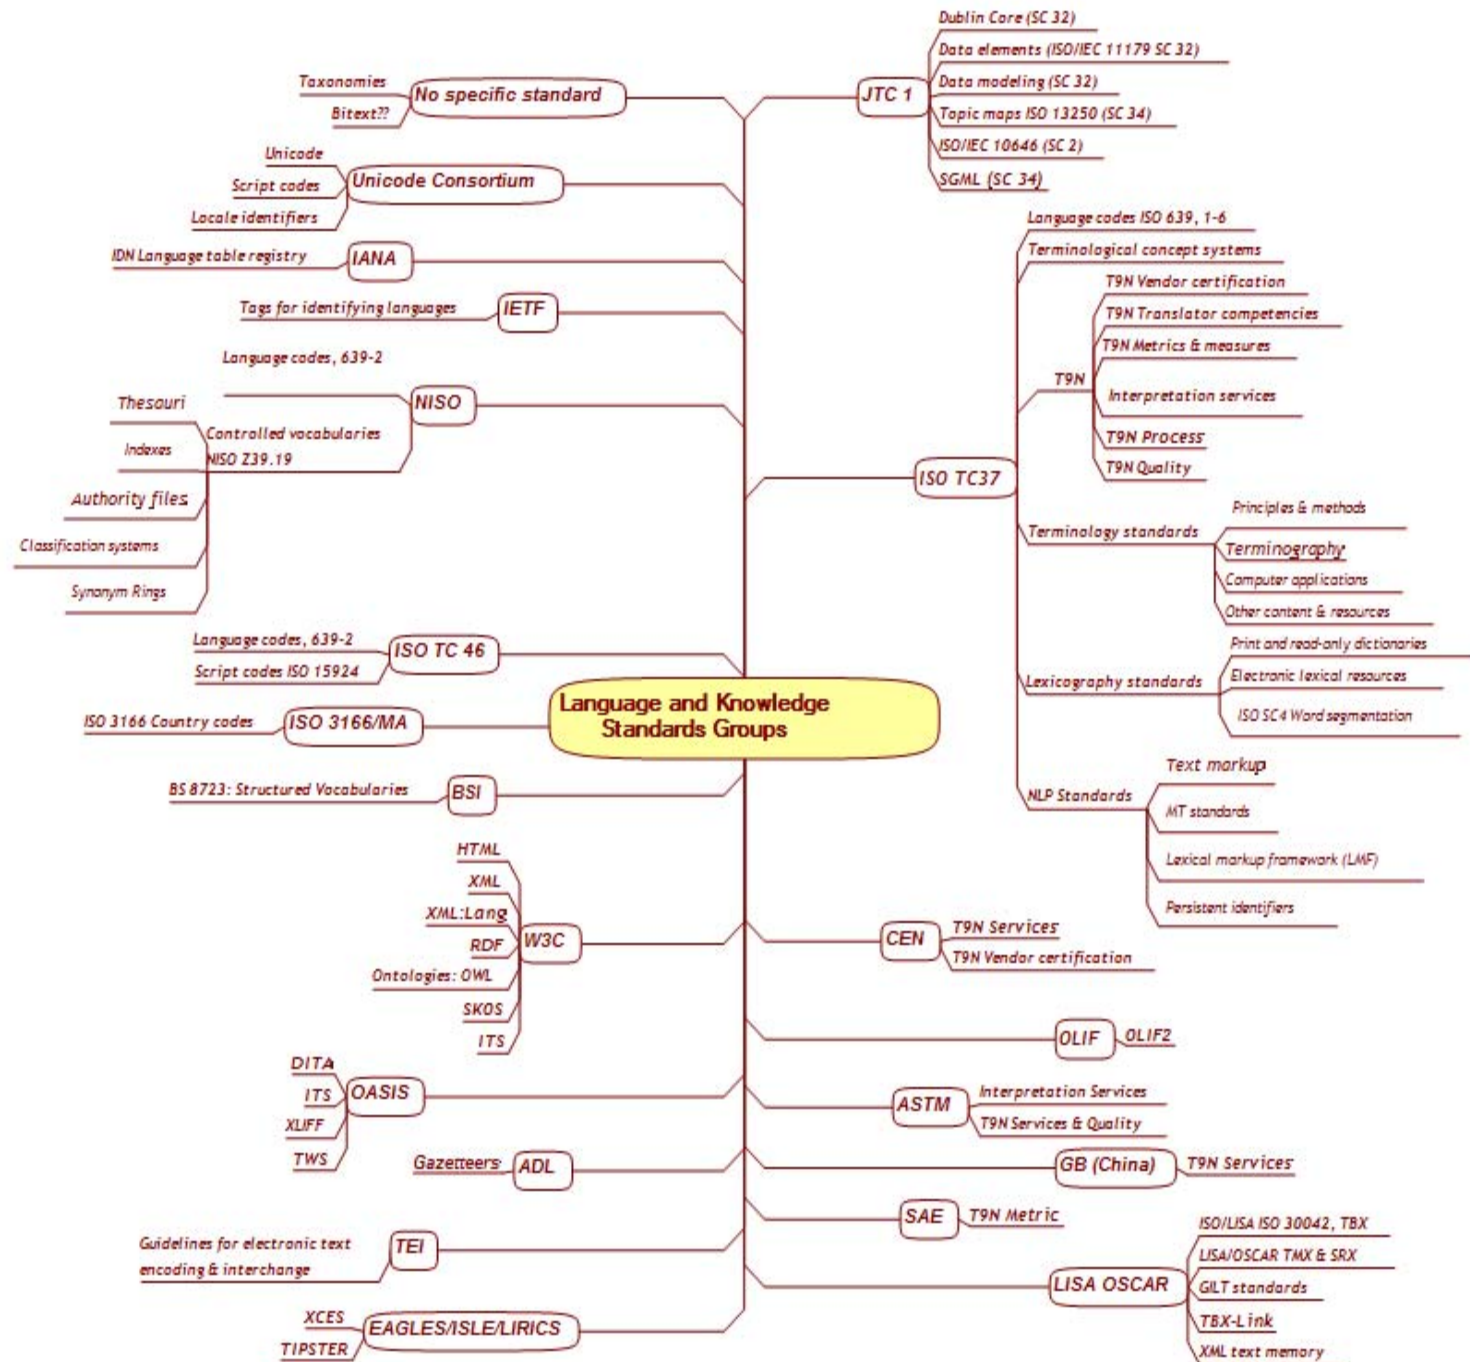 No specific standard
Taxonomies
Bitext??
Unicode Consortium
Unicode
Script codes
Locale identifiers
IANA
IDN Language table registry
IETF
Tags for identifying languages
NISO
Language codes, 639-2
Controlled vocabularies
NISO Z39.19
Thesauri
Indexes
Authority files
Classification systems
Synonym Rings
ISO TC 46
Language codes, 639-2
Script codes ISO 15924
ISO 3166/MA
ISO 3166 Country codes
Language and Knowledge
Standards Groups
BSI
BS 8723: Structured Vocabularies
W3C
HTML
XML
XML:Lang
RDF
Ontologies: OWL
SKOS
ITS
OASIS
DITA
ITS
XLIFF
TWS
ADL
Gazetteers
TEI
Guidelines for electronic text
encoding & interchange
EAGLES/ISLE/LIRICS
XCES
TIPSTER
JTC 1
Dublin Core (SC 32)
Data elements (ISO/IEC 11179 SC 32)
Data modeling (SC 32)
Topic maps ISO 13250 (SC 34)
ISO/IEC 10646 (SC 2)
SGML (SC 34)
ISO TC37
Language codes ISO 639, 1-6
Terminological concept systems
T9N
T9N Vendor certification
T9N Translator competencies
T9N Metrics & measures
Interpretation services
T9N Process
T9N Quality
Terminology standards
Principles & methods
Terminography
Computer applications
Other content & resources
Lexicography standards
Print and read-only dictionaries
Electronic lexical resources
ISO SC4 Word segmentation
NLP Standards
Text markup
MT standards
Lexical markup framework (LMF)
Persistent identifiers
CEN
T9N Services
T9N Vendor certification
OLIF
OLIF2
ASTM
Interpretation Services
T9N Services & Quality
GB (China)
T9N Services
SAE
T9N Metric
LISA OSCAR
ISO/LISA ISO 30042, TBX
LISA/OSCAR TMX & SRX
GILT standards
TBX-Link
XML text memory